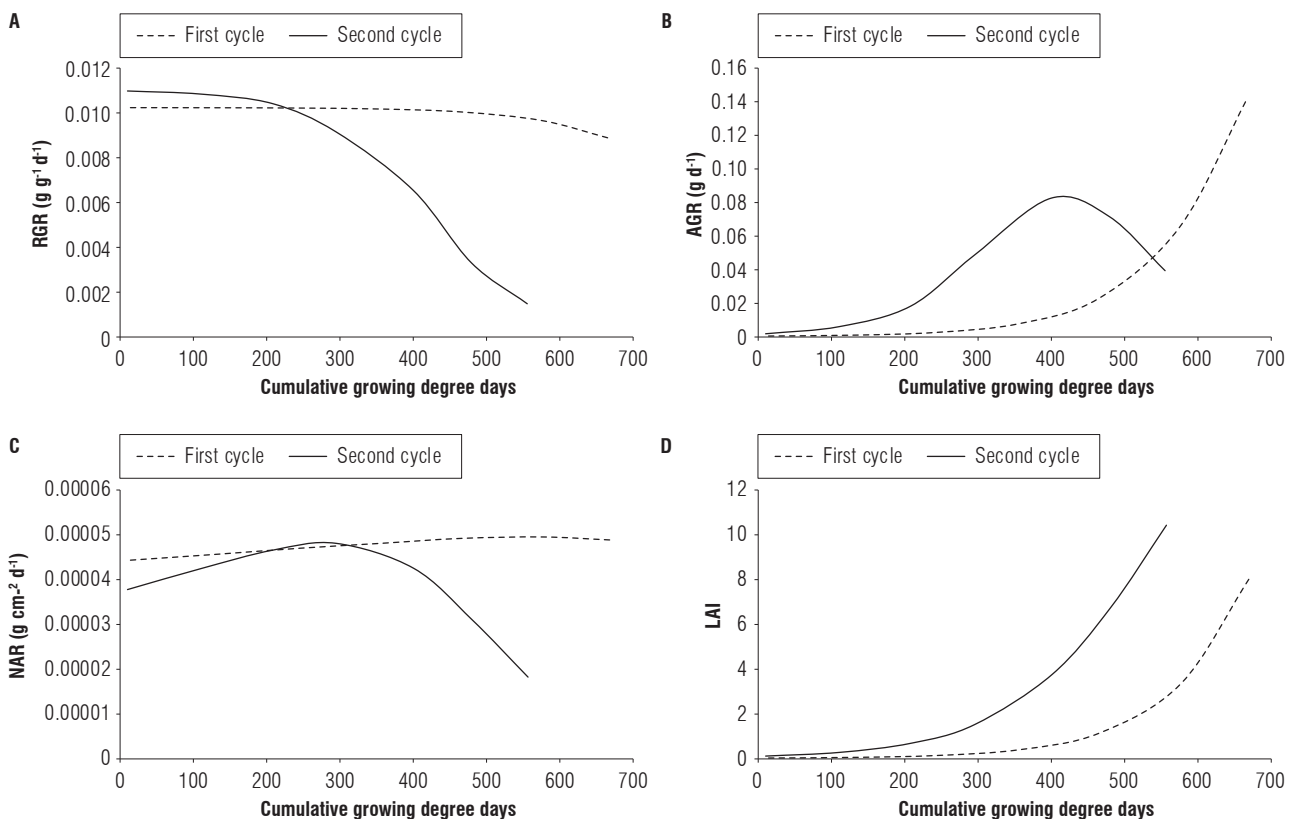 A
First cycle Second cycle
0.012
0.010
0.008
0.006
0.004
0.002
0
RGR (g g-1 d-1)
0 100 200 300 400 500 600 700
Cumulative growing degree days
B
First cycle Second cycle
0.16
0.14
0.12
0.10
0.08
0.06
0.04
0.02
0
AGR (g d-1)
0 100 200 300 400 500 600 700
Cumulative growing degree days
C
First cycle Second cycle
0.00006
0.00005
0.00004
0.00003
0.00002
0.00001
0
NAR (g cm-2 d-1)
0 100 200 300 400 500 600 700
Cumulative growing degree days
D
First cycle Second cycle
12
10
8
6
4
2
0
LAI
0 100 200 300 400 500 600 700
Cumulative growing degree days